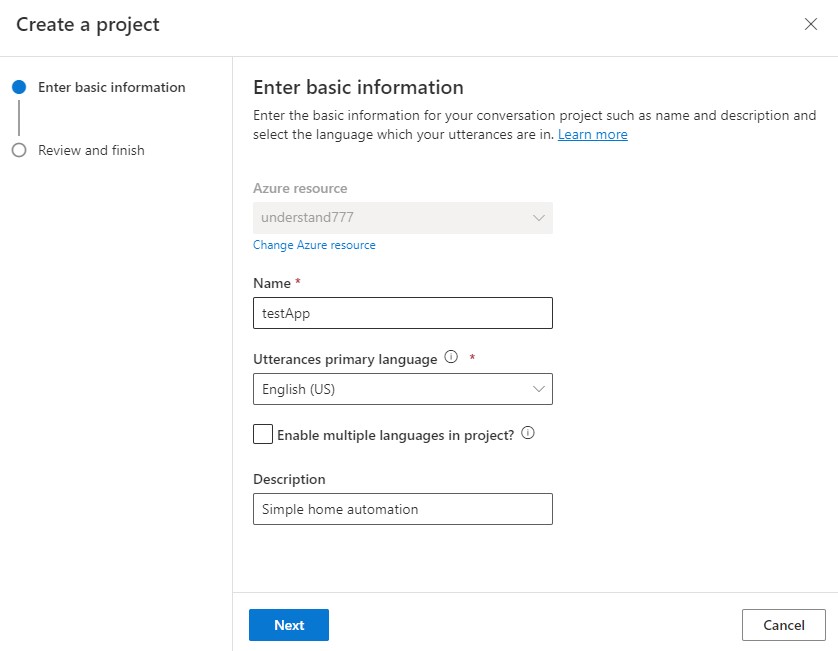 Create a project
Enter basic information
Review and finish
Enter basic information
Enter the basic information for your conversation project such as name and description and
select the language which your utterances are in. Learn more
Azure resource
understand777
Change Azure resource
Name *
testApp
Utterances primary language *
English (US)
Enable multiple languages in project?
Description
Simple home automation
Next
Cancel